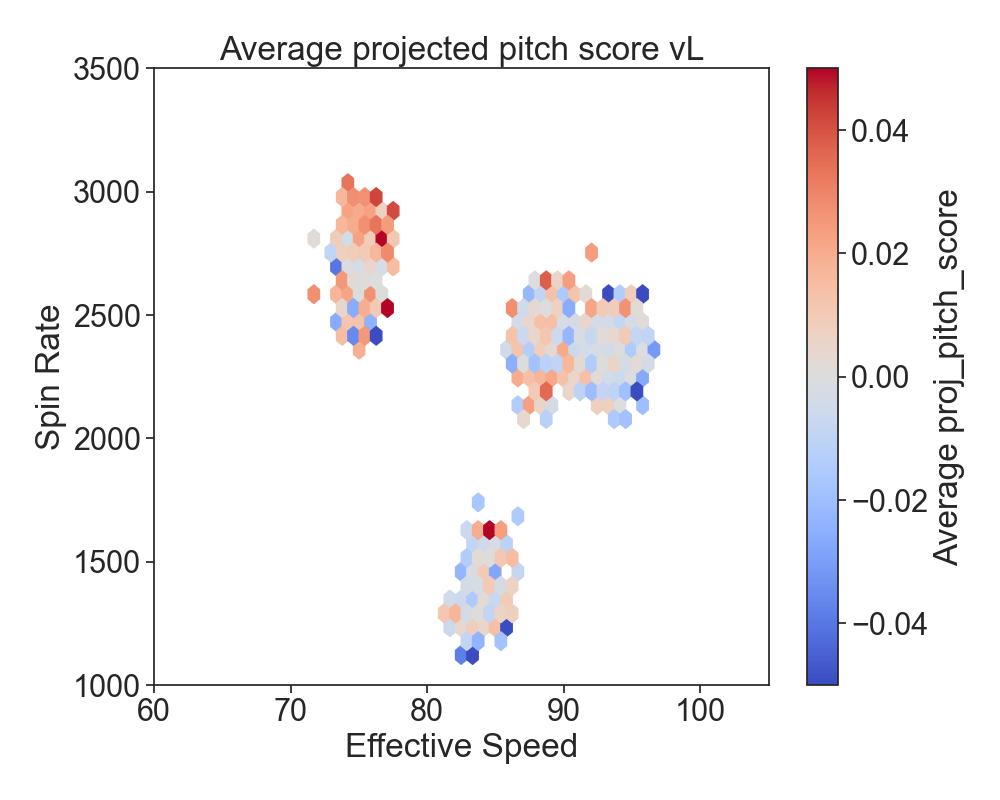 Average projected pitch score vL
3500
3000
2500
2000
1500
1000
Spin Rate
60 70 80 90 100
Effective Speed
0.04
0.02
0.00
−0.02
−0.04
Average proj_pitch_score